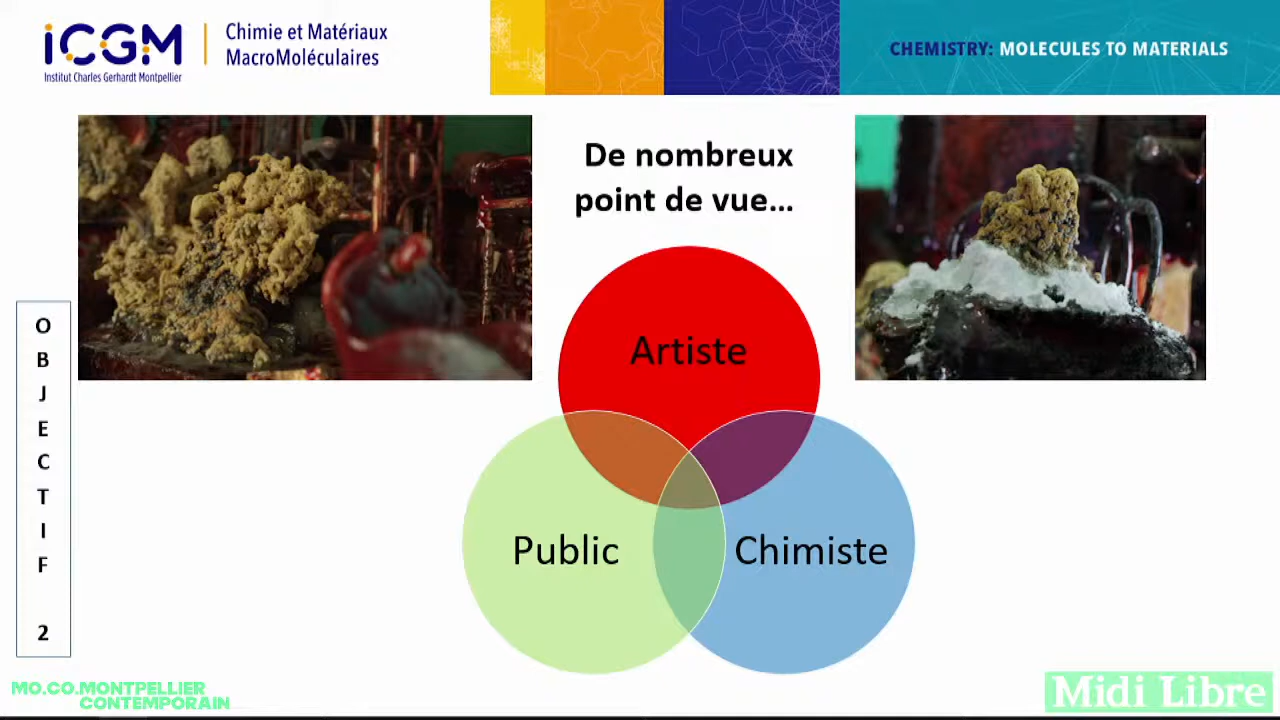 iCGM
Institut Charles Gerhardt Montpellier
Chimie et Matériaux
MacroMoléculaires
CHEMISTRY: MOLECULES TO MATERIALS
De nombreux
point de vue...
Artiste
Public
Chimiste
O
B
J
E
C
T
I
F
2
MO.CO.MONTPELLIER
CONTEMPORAIN
Midi Libre